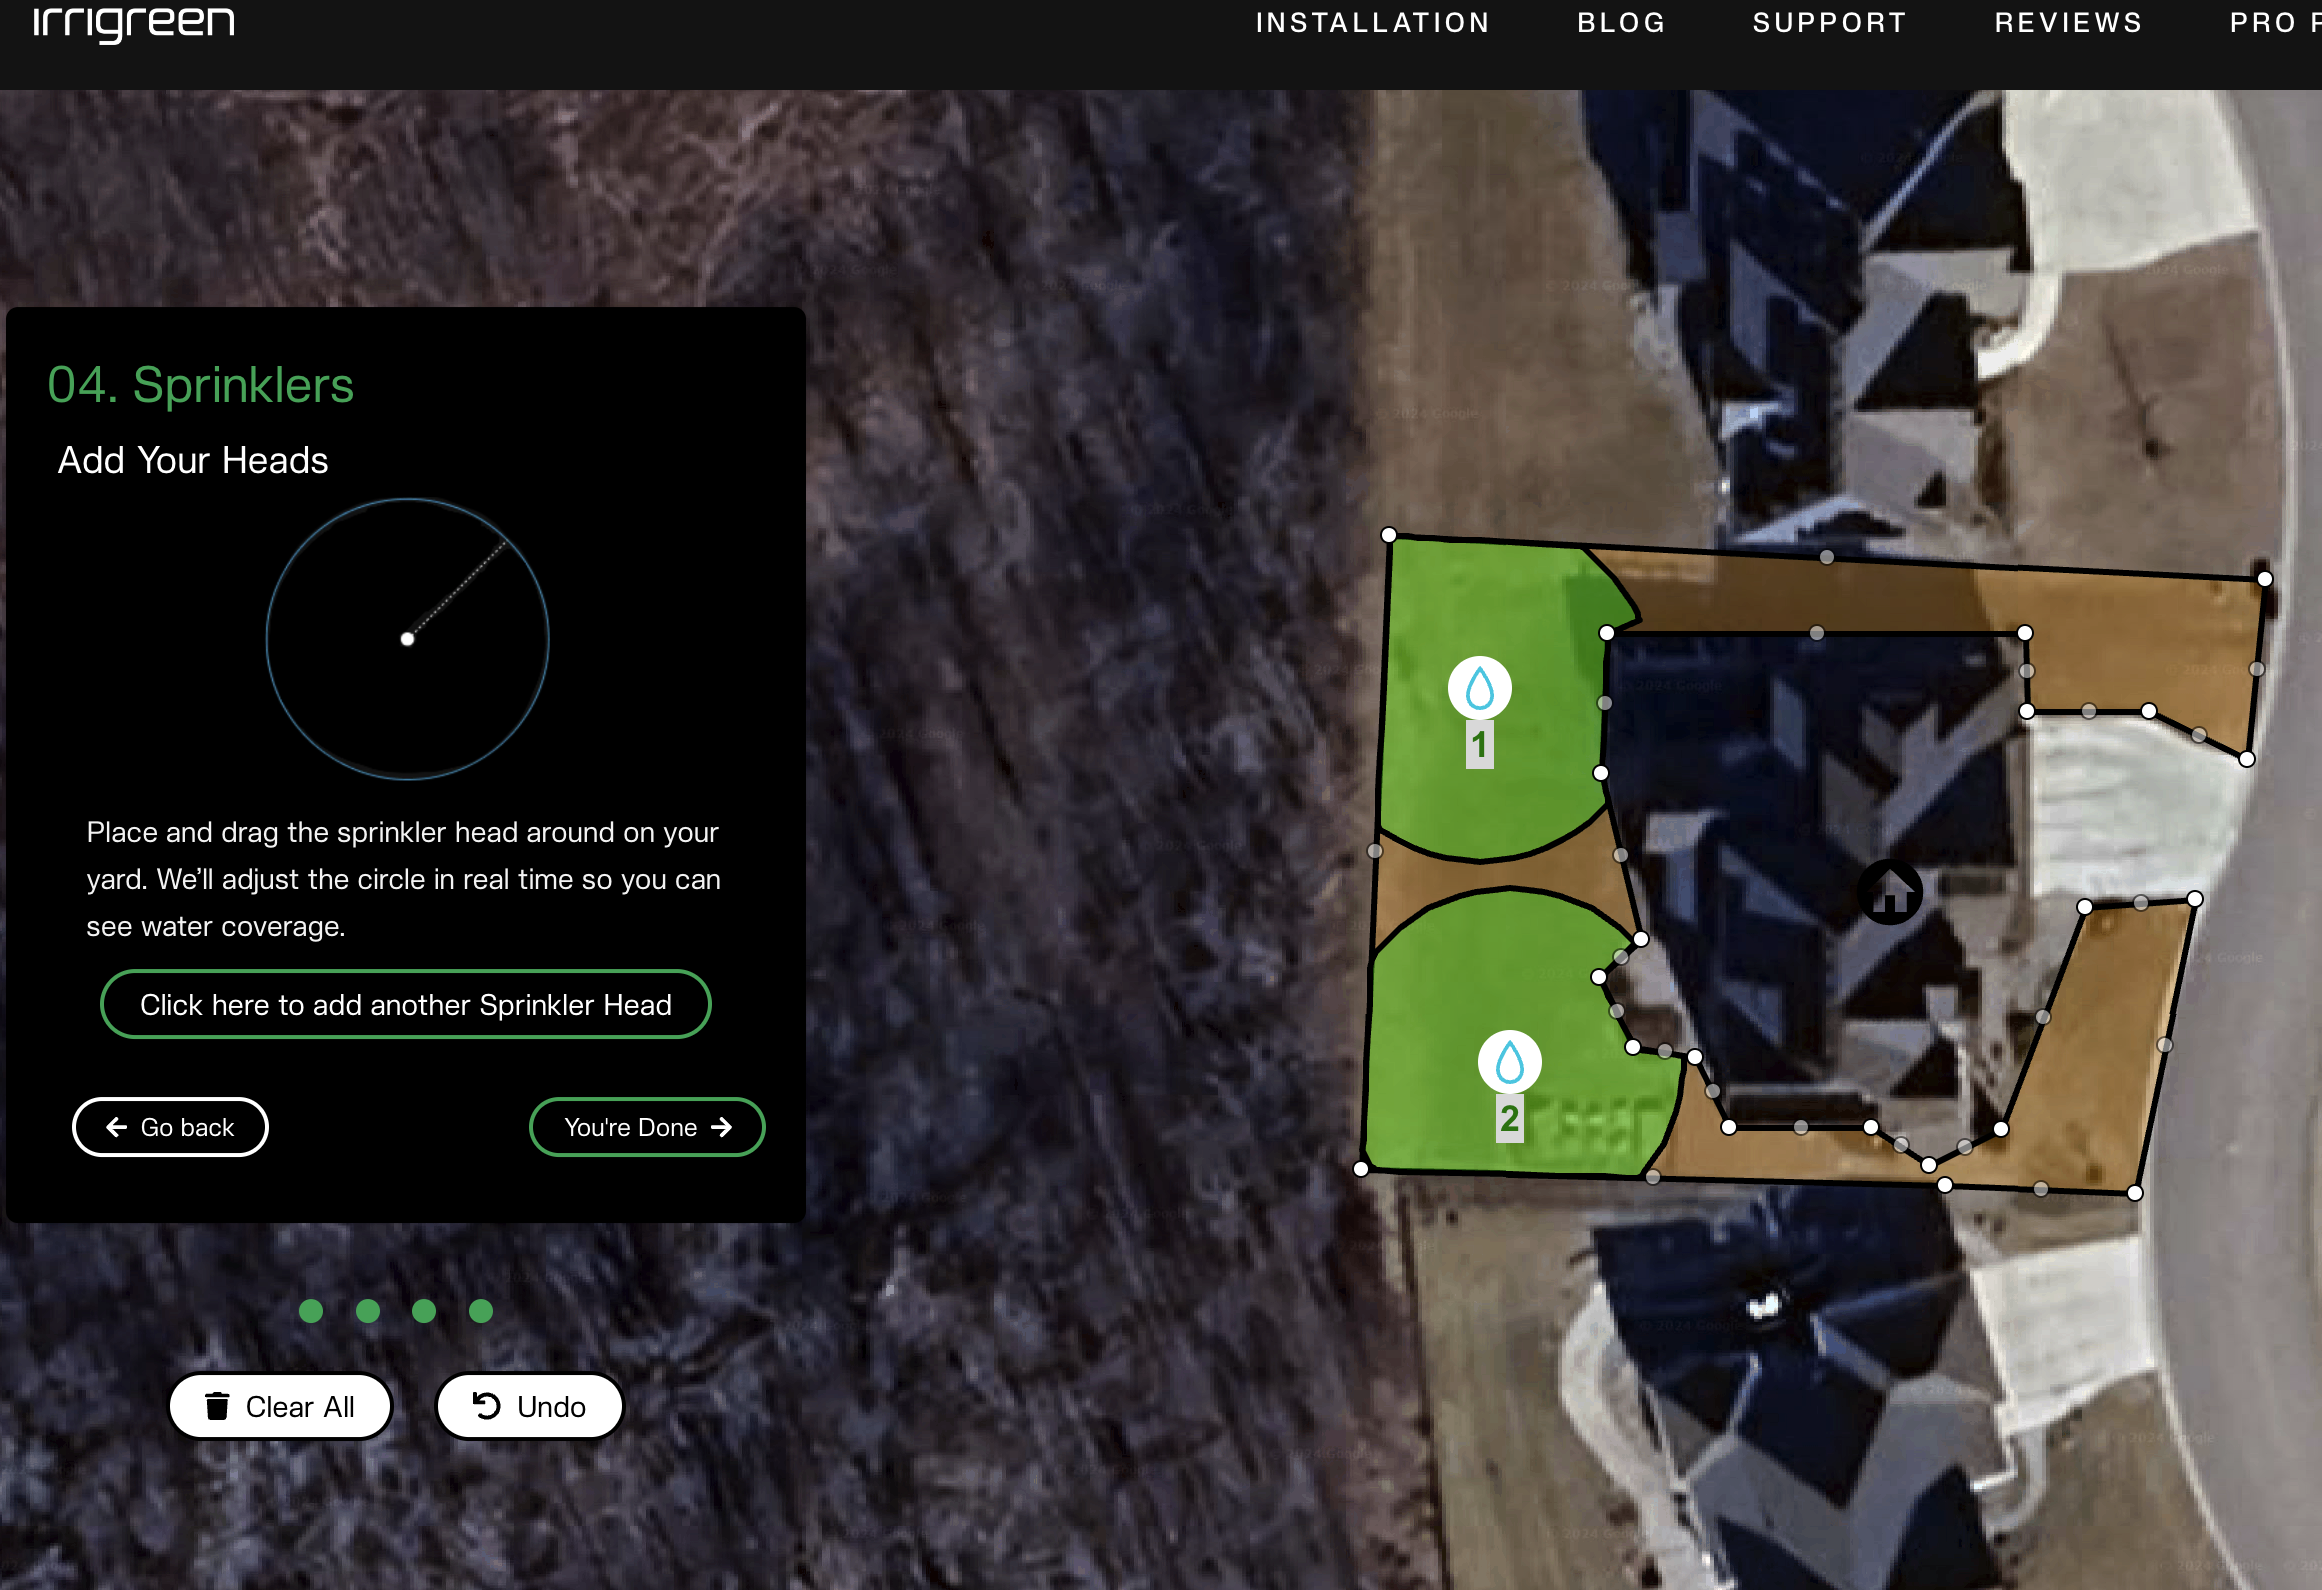 irrigreen
INSTALLATION BLOG SUPPORT REVIEWS PRO
04. Sprinklers
Add Your Heads
Place and drag the sprinkler head around on your
yard. We'll adjust the circle in real time so you can
see water coverage.
Click here to add another Sprinkler Head
Go back
You're Done
Clear All
Undo
1
2
© 2024 Google